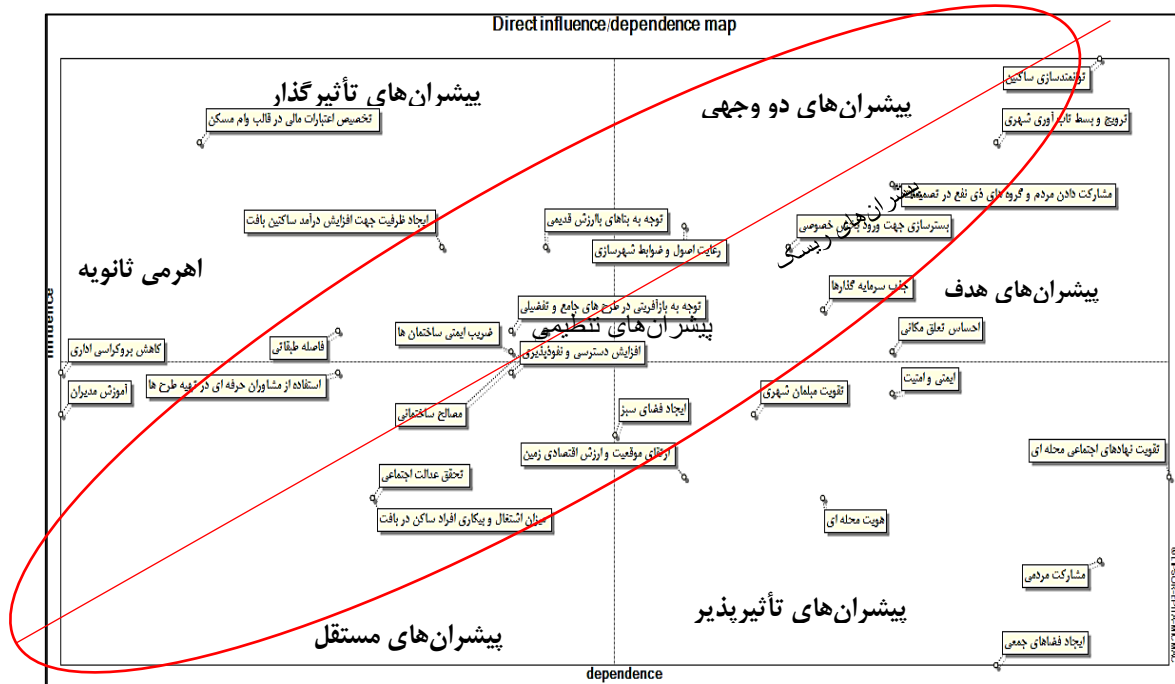 Direct influence/dependence map
توانمندسازی ساکنین
پیشران‌های تأثیرگذار
پیشران‌های دو وجهی
تخصیص اعتبارات مالی در قالب وام مسکن
ترویج و بسط تاب آوری شهری
مشارکت دادن مردم و گروه های ذی نفع در
پیشران‌های ریسکی
ایجاد ظرفیت جهت افزایش درآمد ساکنین بافت
توجه به بناهای باارزش قدیمی
رعایت اصول و ضوابط شهرسازی
بسترسازی جهت ورود بخش خصوصی
اهرمی ثانویه
پیشران‌های هدف
جذب سرمایه گذارها
توجه به بازآفرینی در طرح های جامع و تفضیلی
پیشران‌های تنظیمی
ضریب ایمنی ساختمان ها
احساس تعلق مکانی
influence
فاصله طبقاتی
کاهش بروکراسی اداری
افزایش دسترسی و نفوذپذیری
آموزش مدیران
استفاده از مشاوران حرفه ای در تهیه طرح ها
ایمنی و امنیت
تقویت مبلمان شهری
مصالح ساختمانی
ایجاد فضای سبز
ارتقای موقعیت و ارزش اقتصادی زمین
تقویت نهادهای اجتماعی محله ای
تحقق عدالت اجتماعی
میزان اشتغال و بیکاری افراد ساکن در بافت
هویت محله ای
مشارکت مردمی
پیشران‌های تأثیرپذیر
پیشران‌های مستقل
ایجاد فضاهای جمعی
dependence